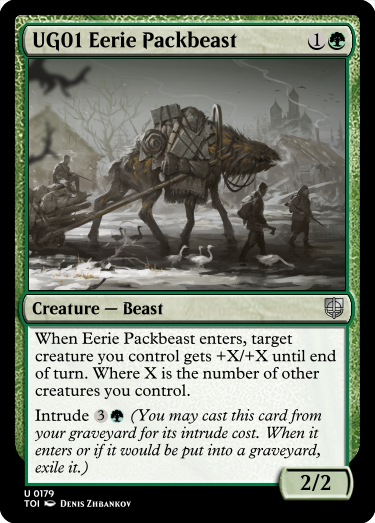 UG01 Eerie Packbeast 1
Creature — Beast
When Eerie Packbeast enters, target
creature you control gets +X/+X until end
of turn. Where X is the number of other
creatures you control.
Intrude 3 (You may cast this card from
your graveyard for its intrude cost. When it
enters or if it would be put into a graveyard,
exile it.)
2/2
U 0179
TOI Denis Zhbankov